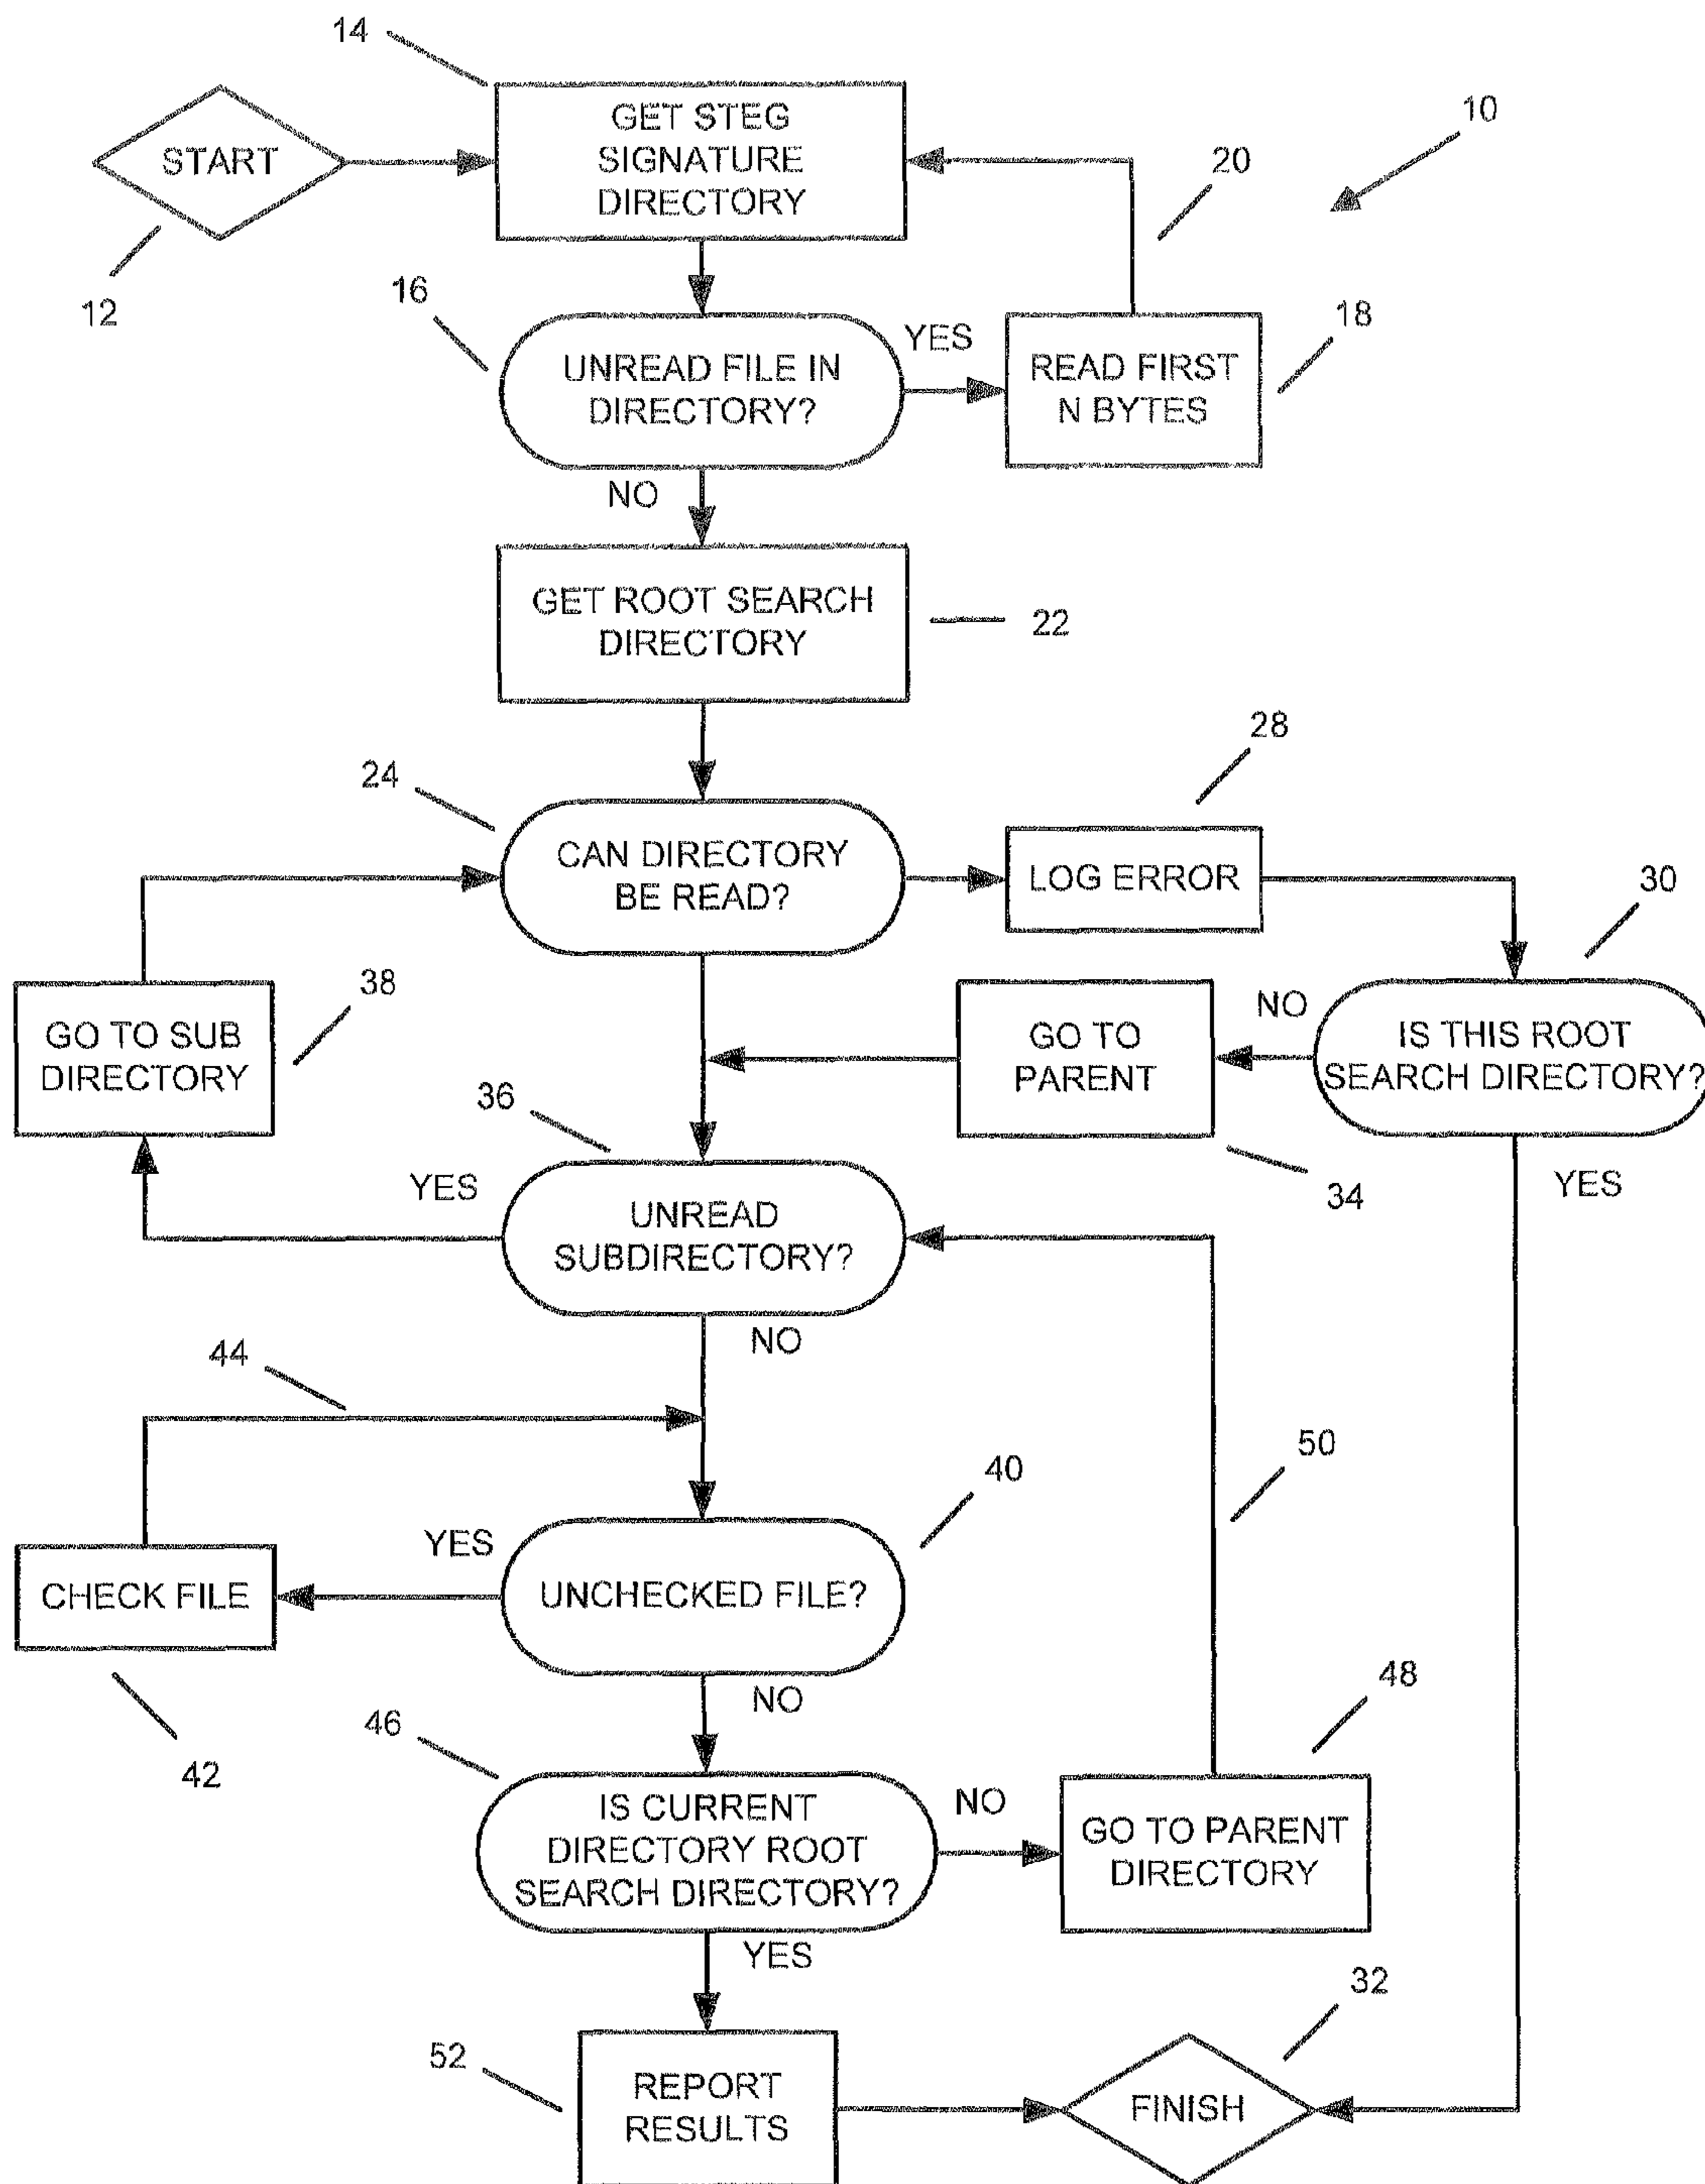 14
START
GET STEG
SIGNATURE
DIRECTORY
10
20
12
16
UNREAD FILE IN
DIRECTORY?
YES
READ FIRST
N BYTES
18
NO
GET ROOT SEARCH
DIRECTORY
22
24
CAN DIRECTORY
BE READ?
28
LOG ERROR
30
GO TO SUB
DIRECTORY
38
GO TO
PARENT
NO
IS THIS ROOT
SEARCH DIRECTORY?
36
34
YES
YES
UNREAD
SUBDIRECTORY?
NO
44
50
40
YES
CHECK FILE
UNCHECKED FILE?
42
NO
46
48
IS CURRENT
DIRECTORY ROOT
SEARCH DIRECTORY?
NO
GO TO PARENT
DIRECTORY
YES
32
52
REPORT
RESULTS
FINISH